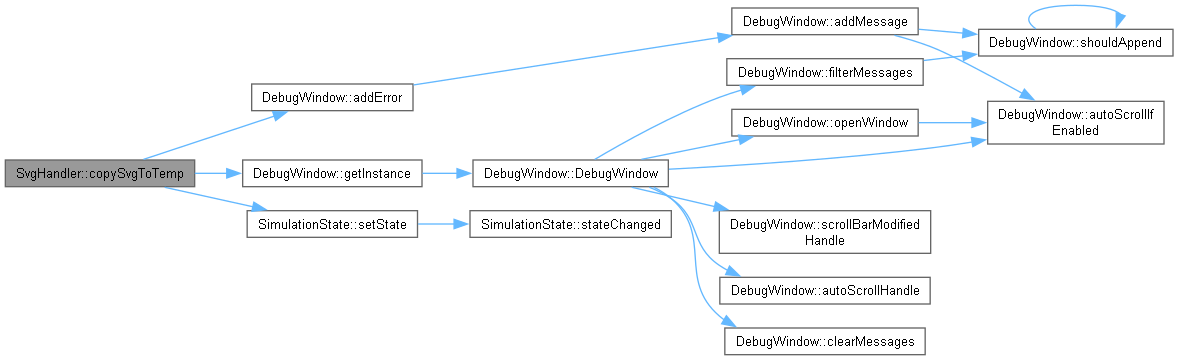 SvgHandler::copySvgToTemp
DebugWindow::addError
DebugWindow::getInstance
SimulationState::setState
DebugWindow::DebugWindow
SimulationState::stateChanged
DebugWindow::addMessage
DebugWindow::filterMessages
DebugWindow::openWindow
DebugWindow::scrollBarModified
Handle
DebugWindow::autoScrollHandle
DebugWindow::clearMessages
DebugWindow::shouldAppend
DebugWindow::autoScrollIf
Enabled